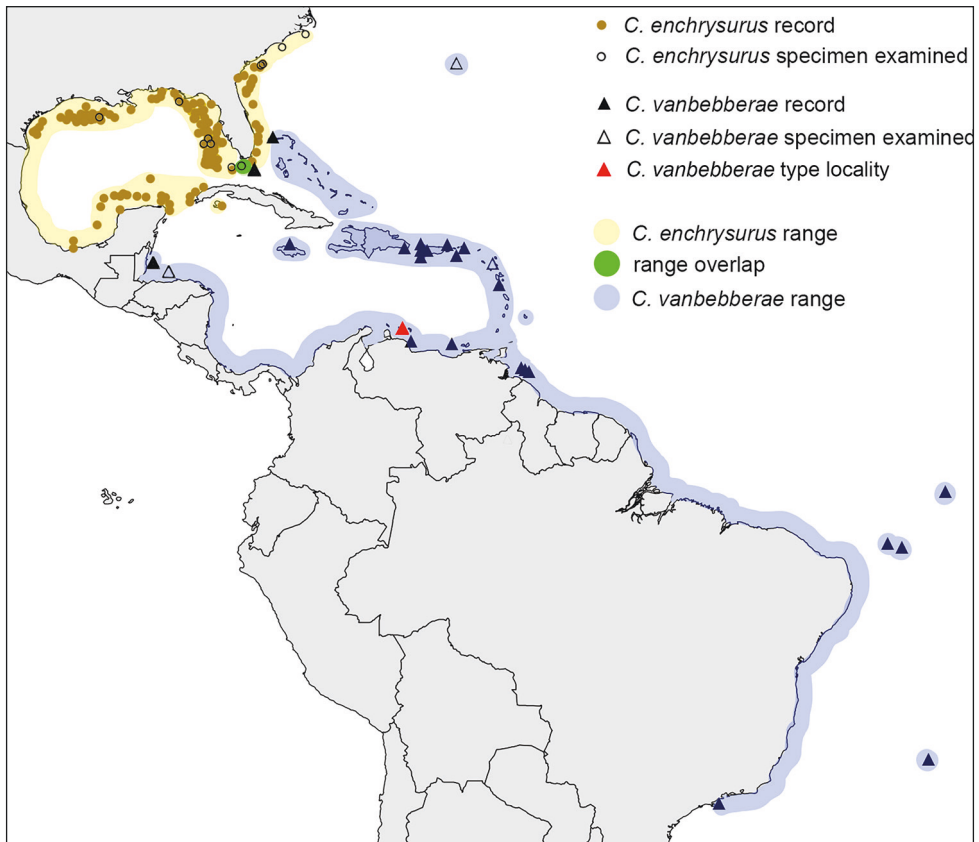 C. enchrysurus record
C. enchrysurus specimen examined
C. vanbebberae record
C. vanbebberae specimen examined
C. vanbebberae type locality
C. enchrysurus range
range overlap
C. vanbebberae range